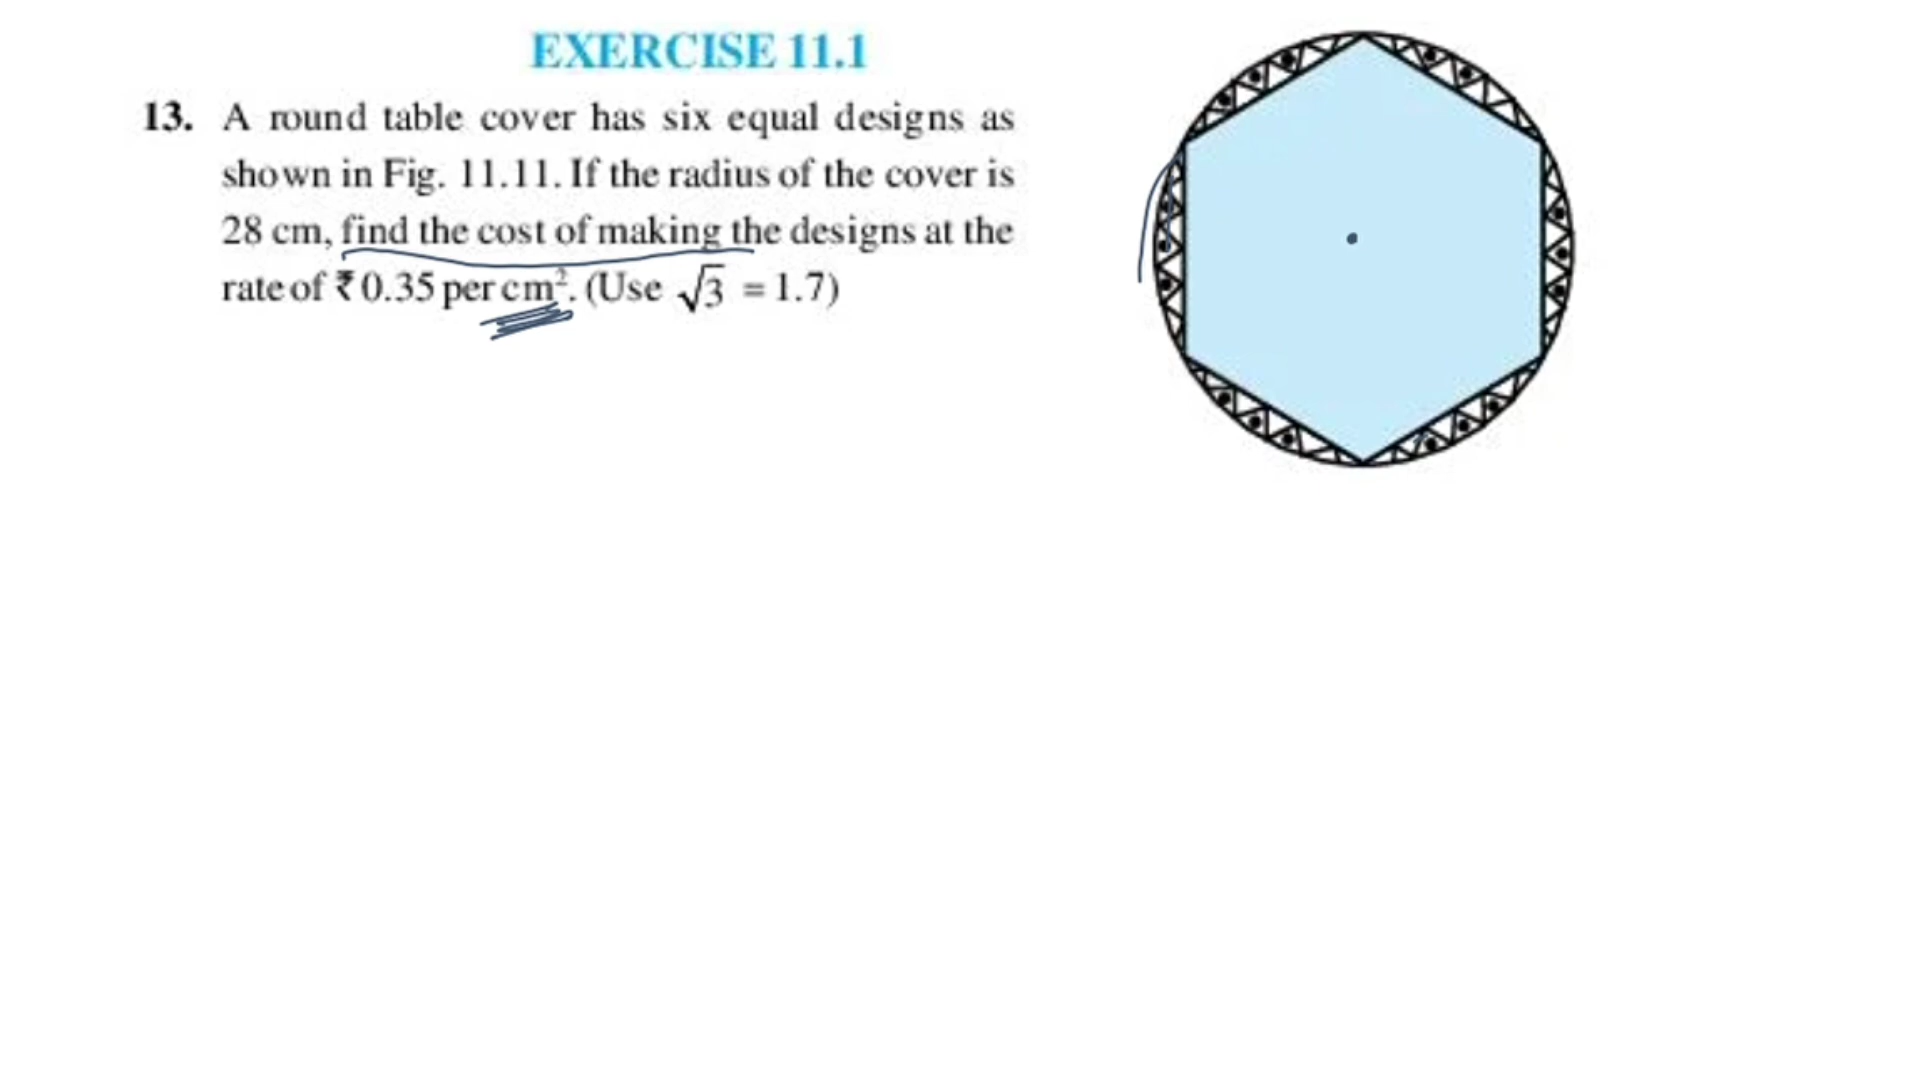 EXERCISE 11.1
13. A round table cover has six equal designs as
shown in Fig. 11.11. If the radius of the cover is
28 cm, find the cost of making the designs at the
rate of ₹ 0.35 per cm². (Use √3 = 1.7)